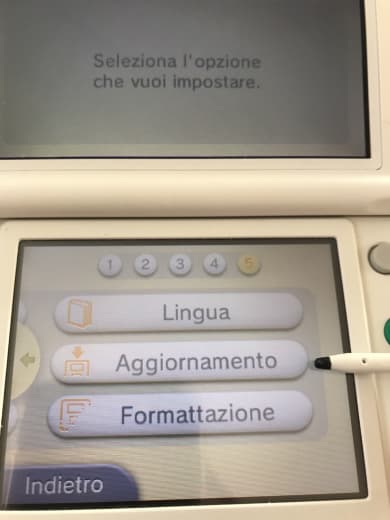 Seleziona l'opzione
che vuoi impostare.
1 2 3 4 5
Lingua
Aggiornamento
Formattazione
Indietro